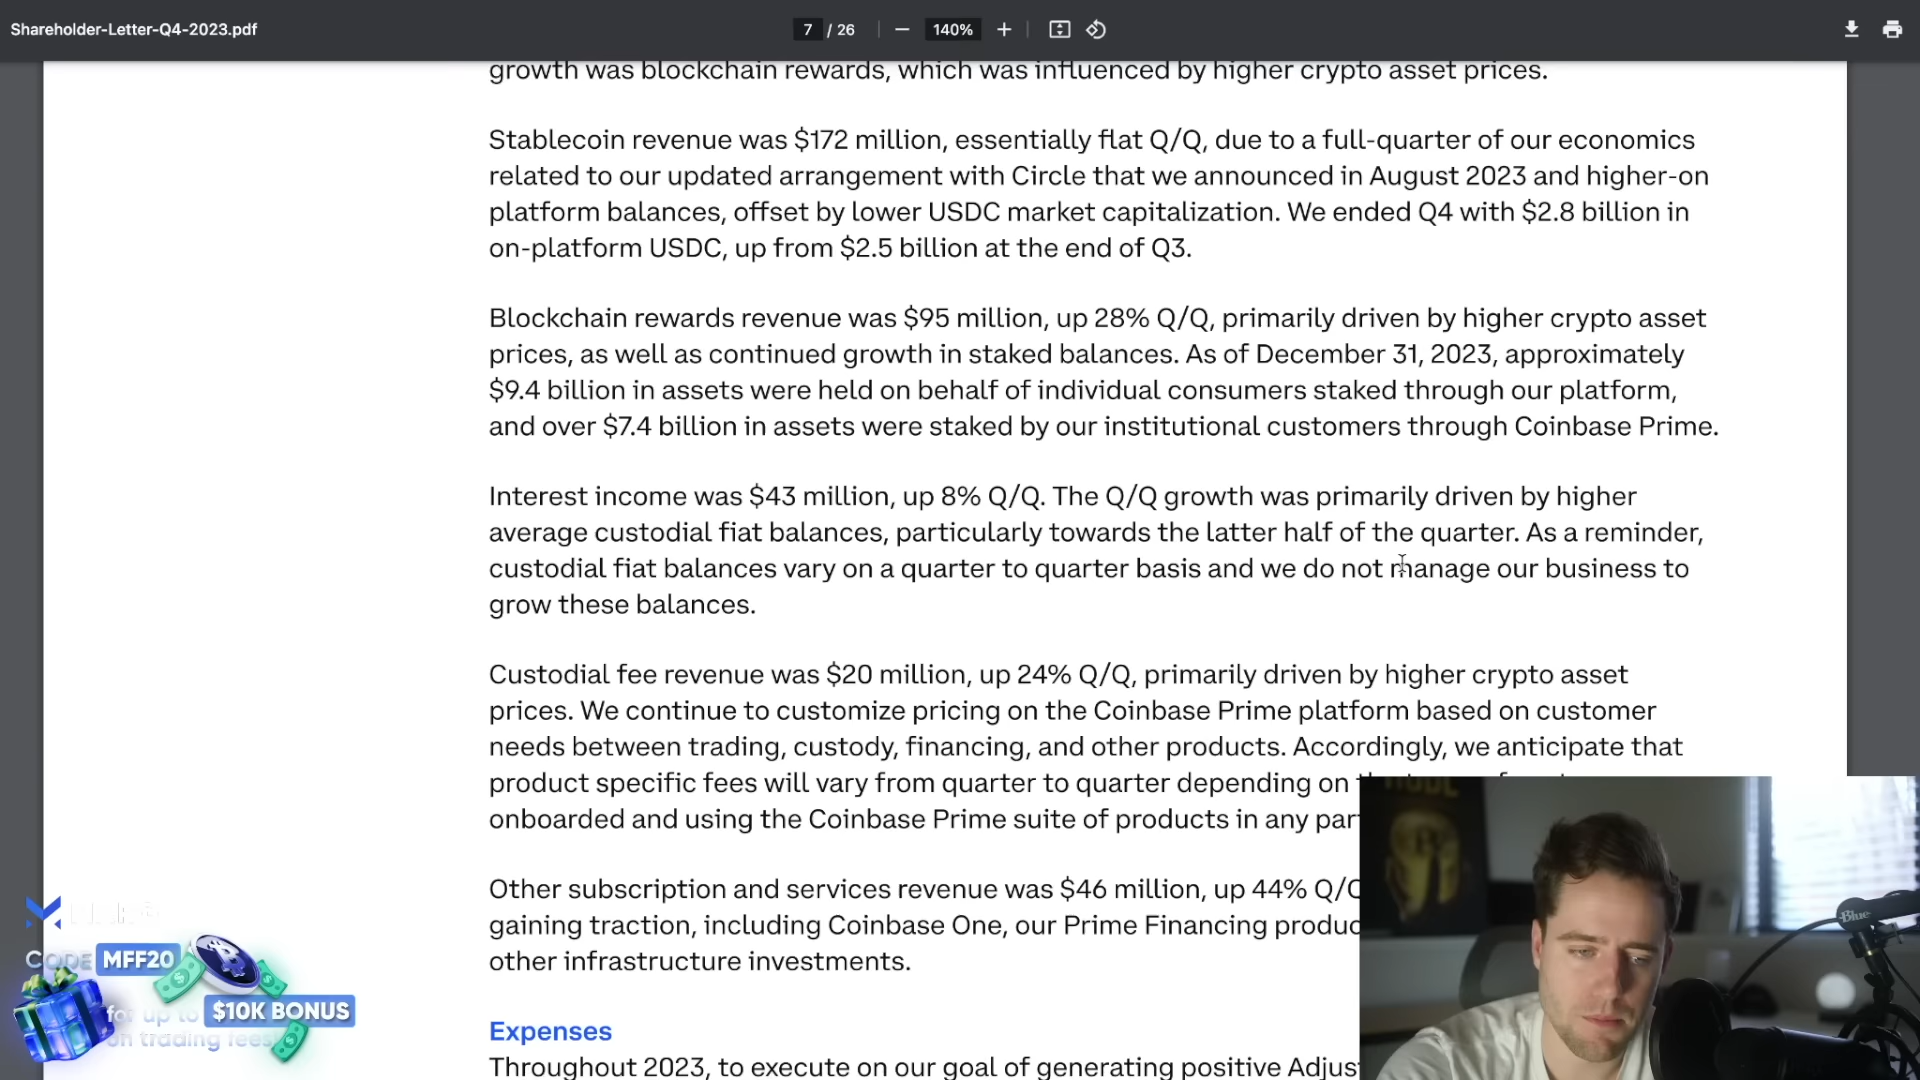 Shareholder-Letter-Q4-2023.pdf
7 / 26
140%
growth was blockchain rewards, which was influenced by higher crypto asset prices.
Stablecoin revenue was $172 million, essentially flat Q/Q, due to a full-quarter of our economics
related to our updated arrangement with Circle that we announced in August 2023 and higher-on
platform balances, offset by lower USDC market capitalization. We ended Q4 with $2.8 billion in
on-platform USDC, up from $2.5 billion at the end of Q3.
Blockchain rewards revenue was $95 million, up 28% Q/Q, primarily driven by higher crypto asset
prices, as well as continued growth in staked balances. As of December 31, 2023, approximately
$9.4 billion in assets were held on behalf of individual consumers staked through our platform,
and over $7.4 billion in assets were staked by our institutional customers through Coinbase Prime.
Interest income was $43 million, up 8% Q/Q. The Q/Q growth was primarily driven by higher
average custodial fiat balances, particularly towards the latter half of the quarter. As a reminder,
custodial fiat balances vary on a quarter to quarter basis and we do not manage our business to
grow these balances.
Custodial fee revenue was $20 million, up 24% Q/Q, primarily driven by higher crypto asset
prices. We continue to customize pricing on the Coinbase Prime platform based on customer
needs between trading, custody, financing, and other products. Accordingly, we anticipate that
product specific fees will vary from quarter to quarter depending on
onboarded and using the Coinbase Prime suite of products in any par
Other subscription and services revenue was $46 million, up 44% Q/Q
gaining traction, including Coinbase One, our Prime Financing produc
other infrastructure investments.
Expenses
Throughout 2023, to execute on our goal of generating positive Adjus
CODE MFF20
for up to $10K BONUS
on trading fees
Blue